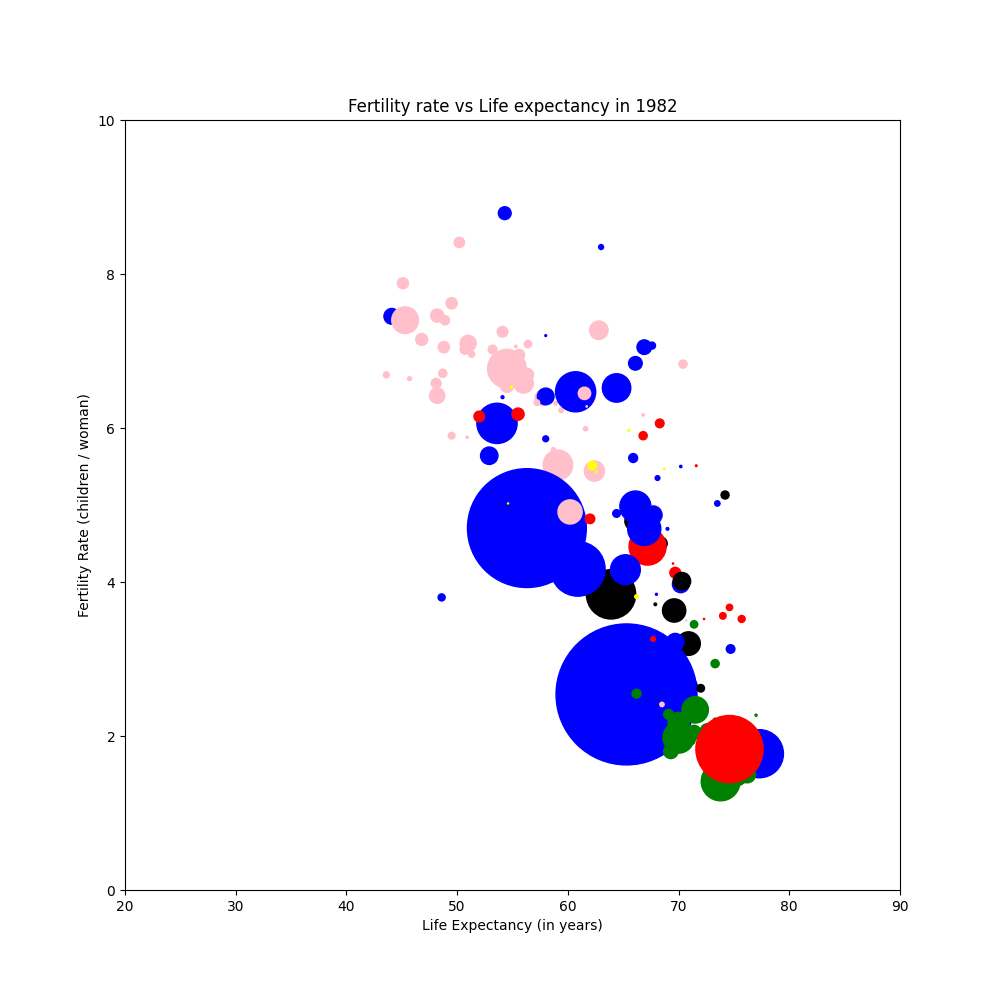 Fertility rate vs Life expectancy in 1982
10
8
6
4
2
0
Fertility Rate (children / woman)
20 30 40 50 60 70 80 90
Life Expectancy (in years)